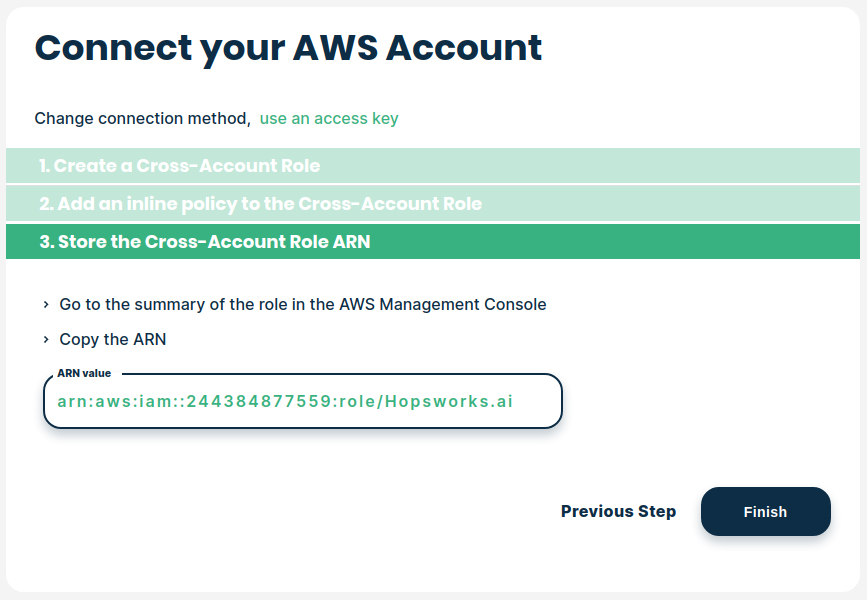 Connect your AWS Account
Change connection method, use an access key
1. Create a Cross-Account Role
2. Add an inline policy to the Cross-Account Role
3. Store the Cross-Account Role ARN
Go to the summary of the role in the AWS Management Console
Copy the ARN
ARN value
arn:aws:iam::244384877559:role/Hopsworks.ai
Previous Step
Finish